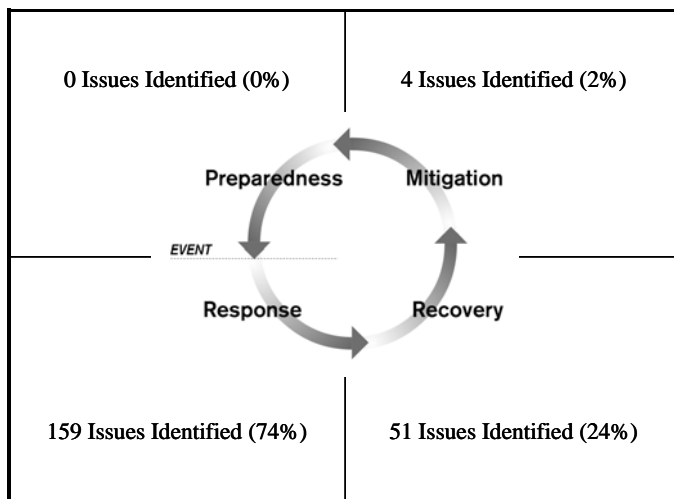 0 Issues Identified (0%)
4 Issues Identified (2%)
Preparedness
Mitigation
EVENT
Response
Recovery
159 Issues Identified (74%)
51 Issues Identified (24%)